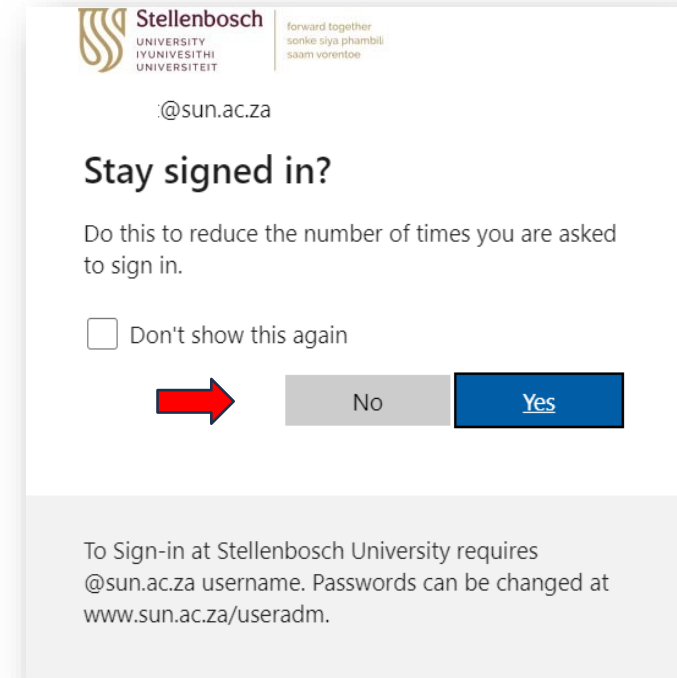 Stellenbosch
UNIVERSITY
IYUNIVESITHI
UNIVERSITEIT
forward together
sonke siya phambili
saam vorentoe
:@sun.ac.za
Stay signed in?
Do this to reduce the number of times you are asked
to sign in.
Don't show this again
No
Yes
To Sign-in at Stellenbosch University requires
@sun.ac.za username. Passwords can be changed at
www.sun.ac.za/useradm.